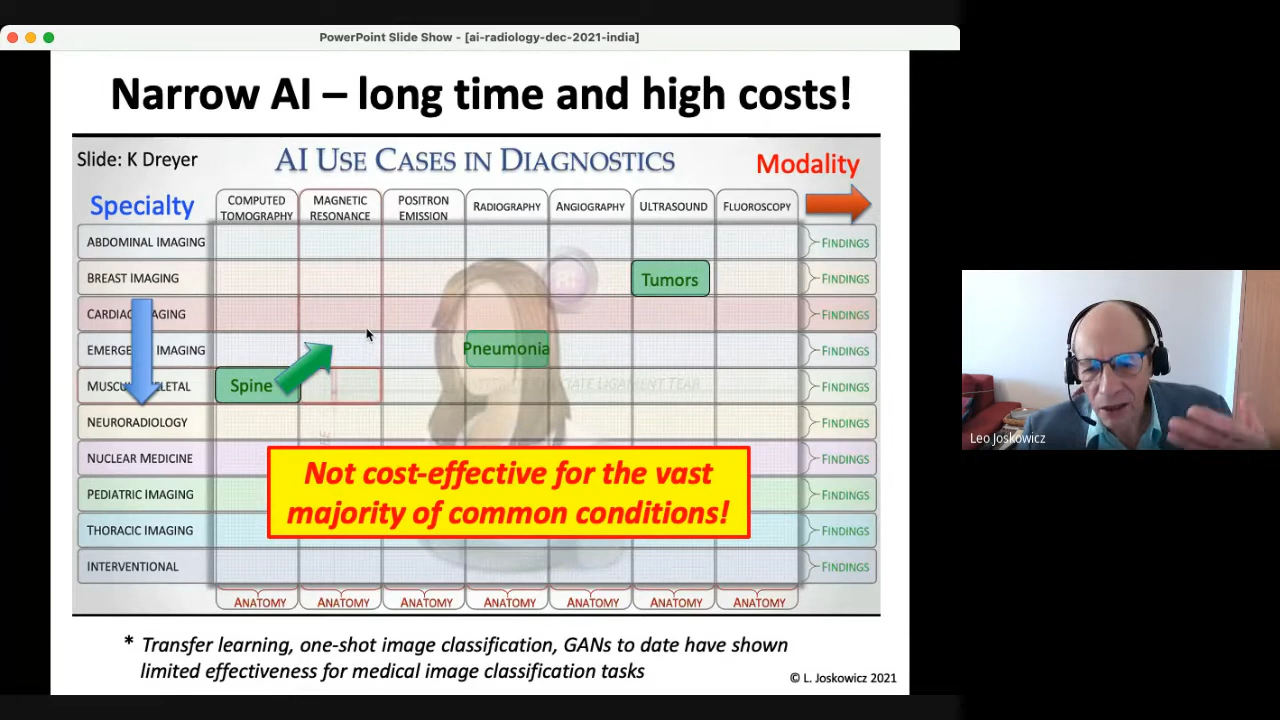 PowerPoint Slide Show - [ai-radiology-dec-2021-india]
Narrow AI – long time and high costs!
Slide: K Dreyer
AI USE CASES IN DIAGNOSTICS
Modality
Specialty
COMPUTED TOMOGRAPHY
MAGNETIC RESONANCE
POSITRON EMISSION
RADIOGRAPHY
ANGIOGRAPHY
ULTRASOUND
FLUOROSCOPY
ABDOMINAL IMAGING
FINDINGS
BREAST IMAGING
Tumors
FINDINGS
FINDINGS
EMERGE IMAGING
Pneumonia
FINDINGS
Spine
LIGAMENT TEAR
FINDINGS
NEURORADIOLOGY
FINDINGS
NUCLEAR MEDICINE
FINDINGS
PEDIATRIC IMAGING
FINDINGS
THORACIC IMAGING
FINDINGS
INTERVENTIONAL
FINDINGS
Not cost-effective for the vast
majority of common conditions!
ANATOMY
ANATOMY
ANATOMY
ANATOMY
ANATOMY
ANATOMY
ANATOMY
* Transfer learning, one-shot image classification, GANs to date have shown
limited effectiveness for medical image classification tasks
© L. Joskowicz 2021
Leo Joskowicz